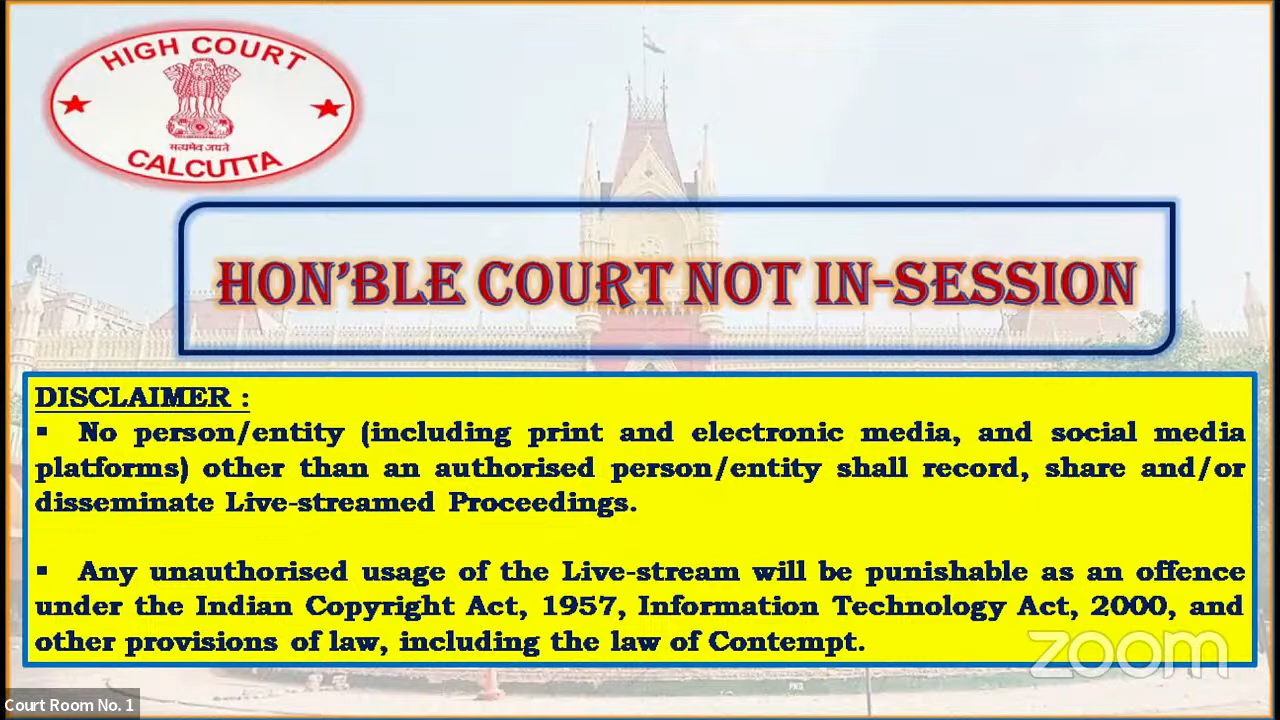 HIGH COURT
सत्यमेव जयते
CALCUTTA
HON'BLE COURT NOT IN-SESSION
DISCLAIMER :
▪ No person/entity (including print and electronic media, and social media
platforms) other than an authorised person/entity shall record, share and/or
disseminate Live-streamed Proceedings.
▪ Any unauthorised usage of the Live-stream will be punishable as an offence
under the Indian Copyright Act, 1957, Information Technology Act, 2000, and
other provisions of law, including the law of Contempt.
zoom
Court Room No. 1